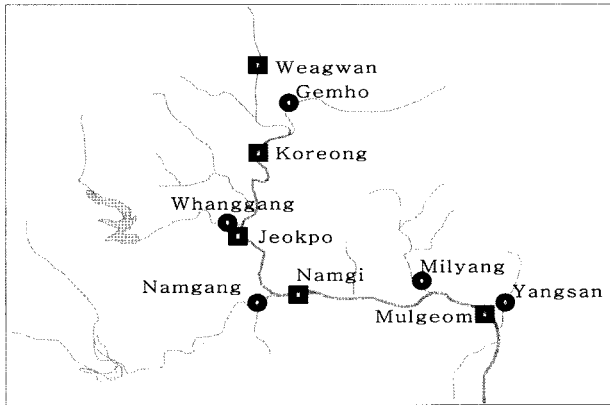 Weagwan
Gemho
Koreong
Whanggang
Jeokpo
Namgang
Namgi
Milyang
Yangsan
Mulgeom